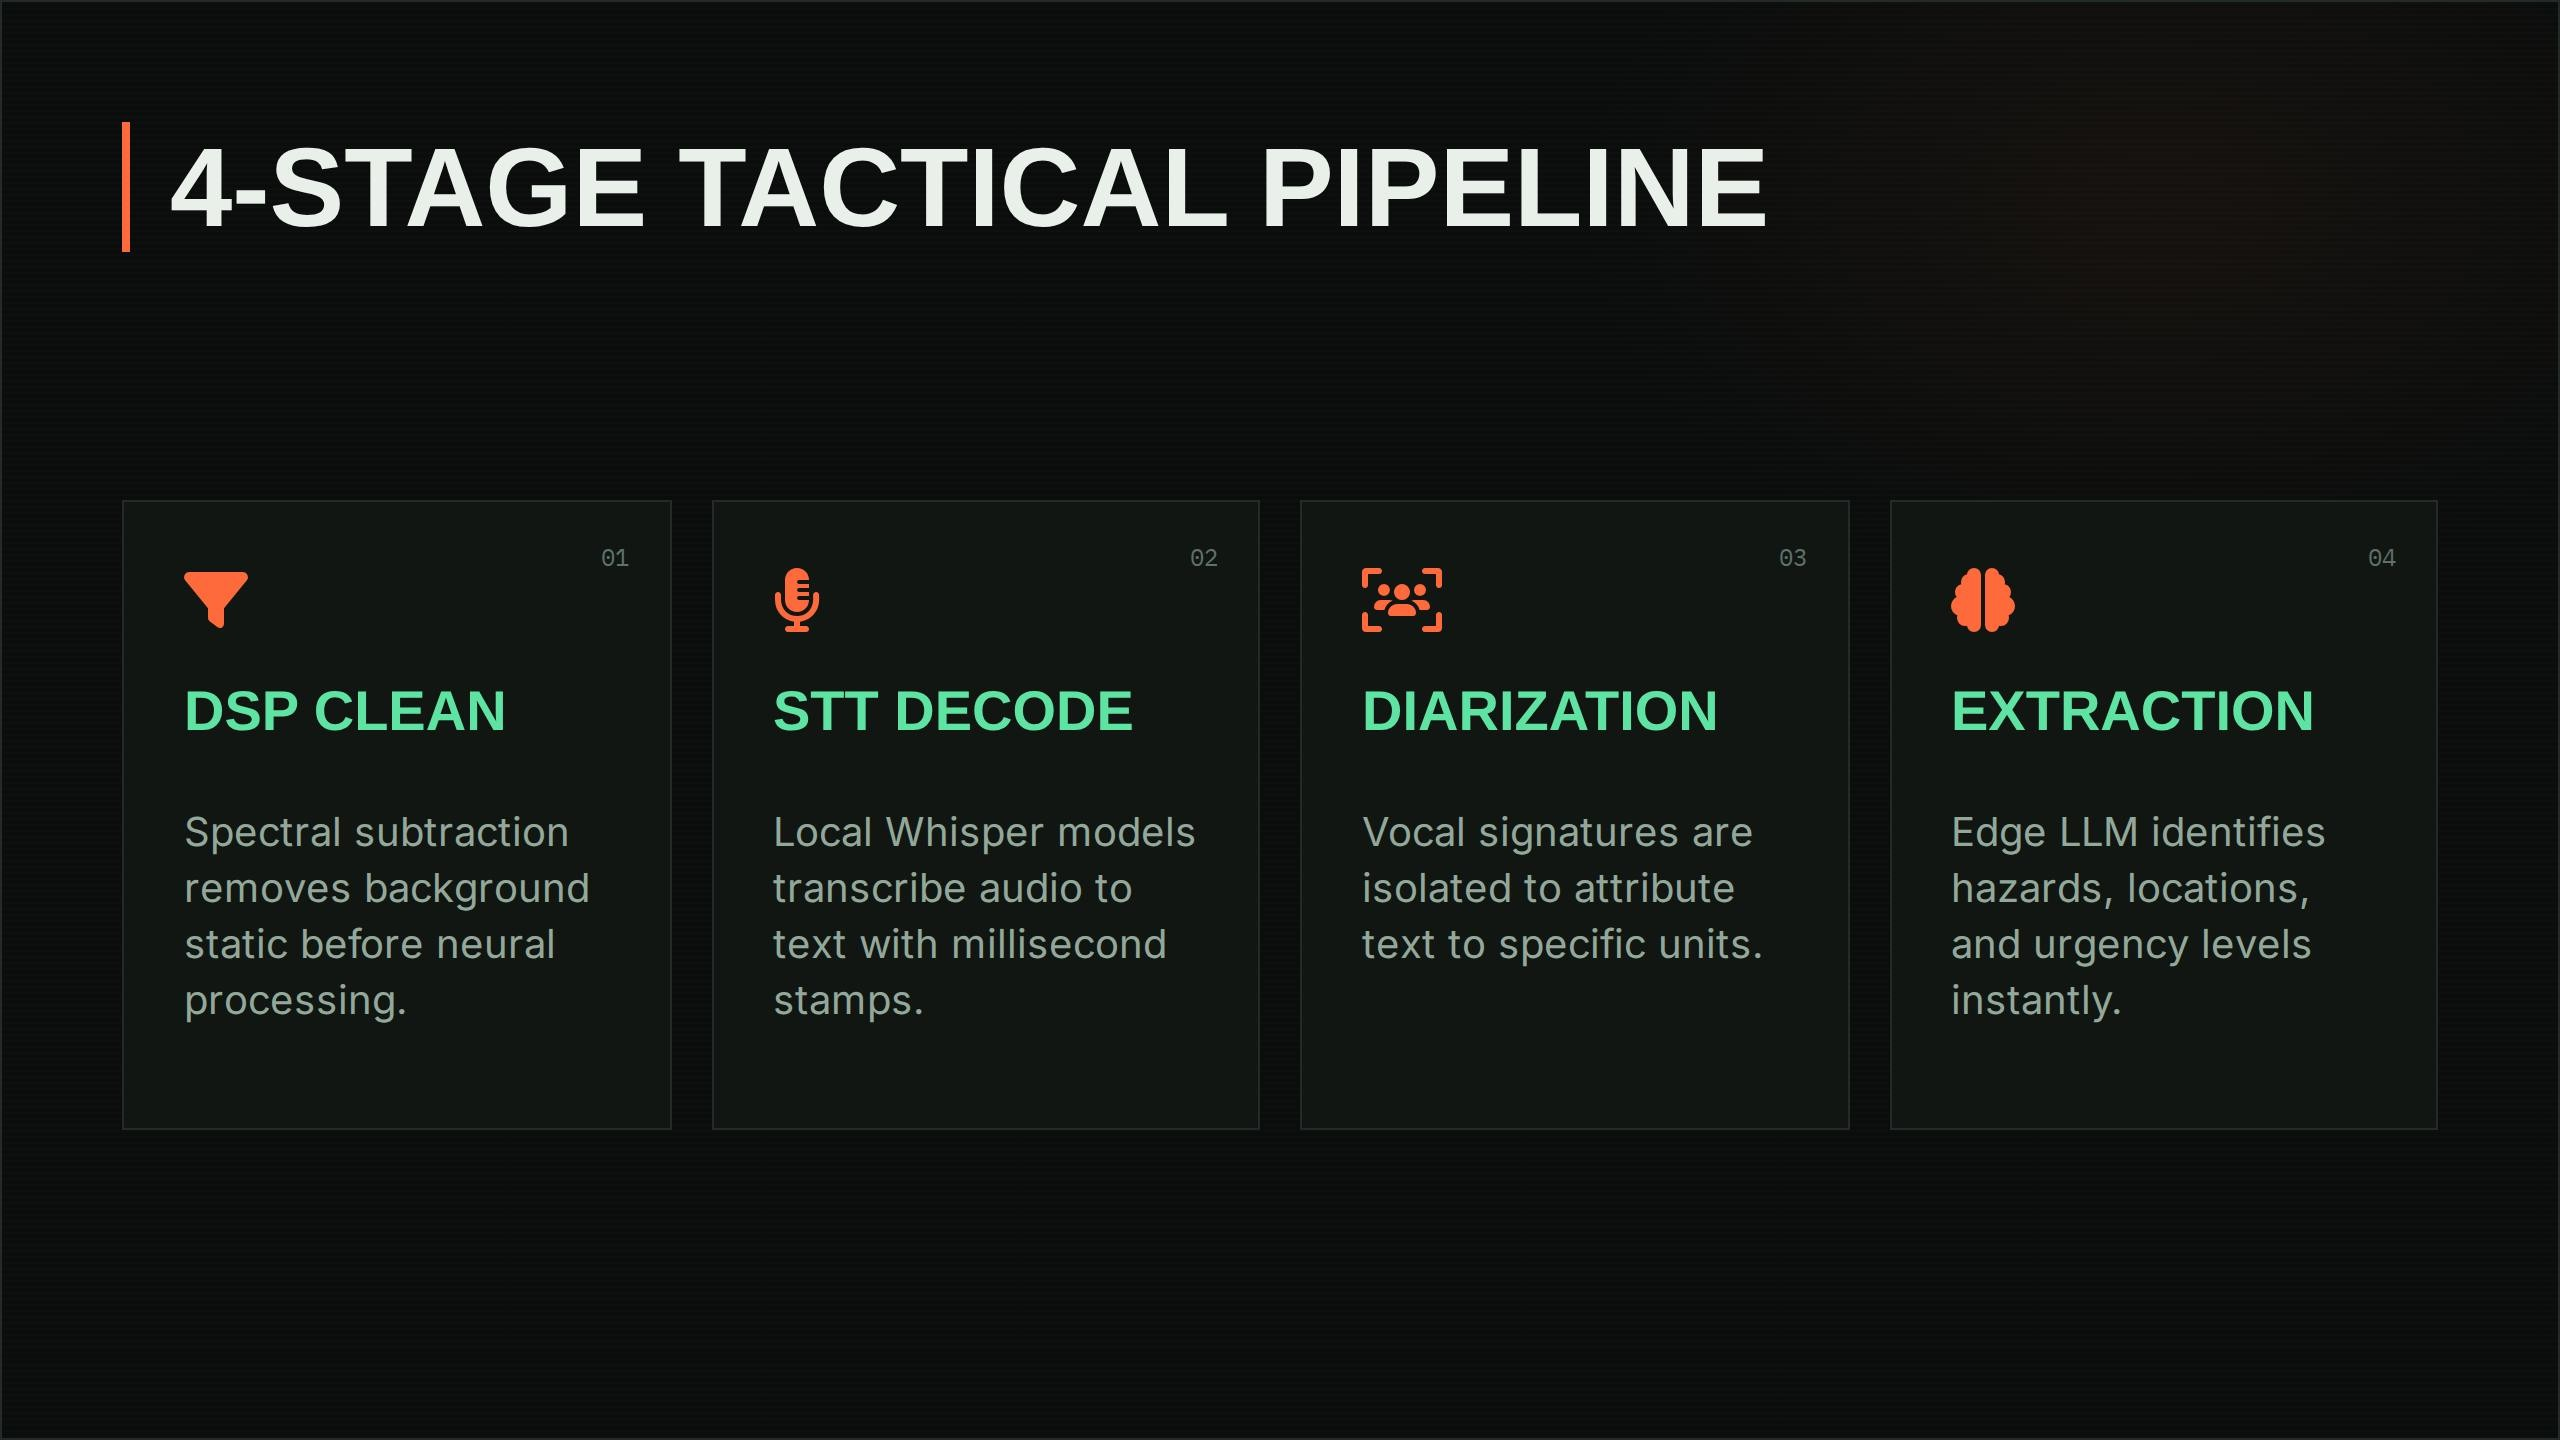 4-STAGE TACTICAL PIPELINE
01
DSP CLEAN
Spectral subtraction
removes background
static before neural
processing.
02
STT DECODE
Local Whisper models
transcribe audio to
text with millisecond
stamps.
03
DIARIZATION
Vocal signatures are
isolated to attribute
text to specific units.
04
EXTRACTION
Edge LLM identifies
hazards, locations,
and urgency levels
instantly.